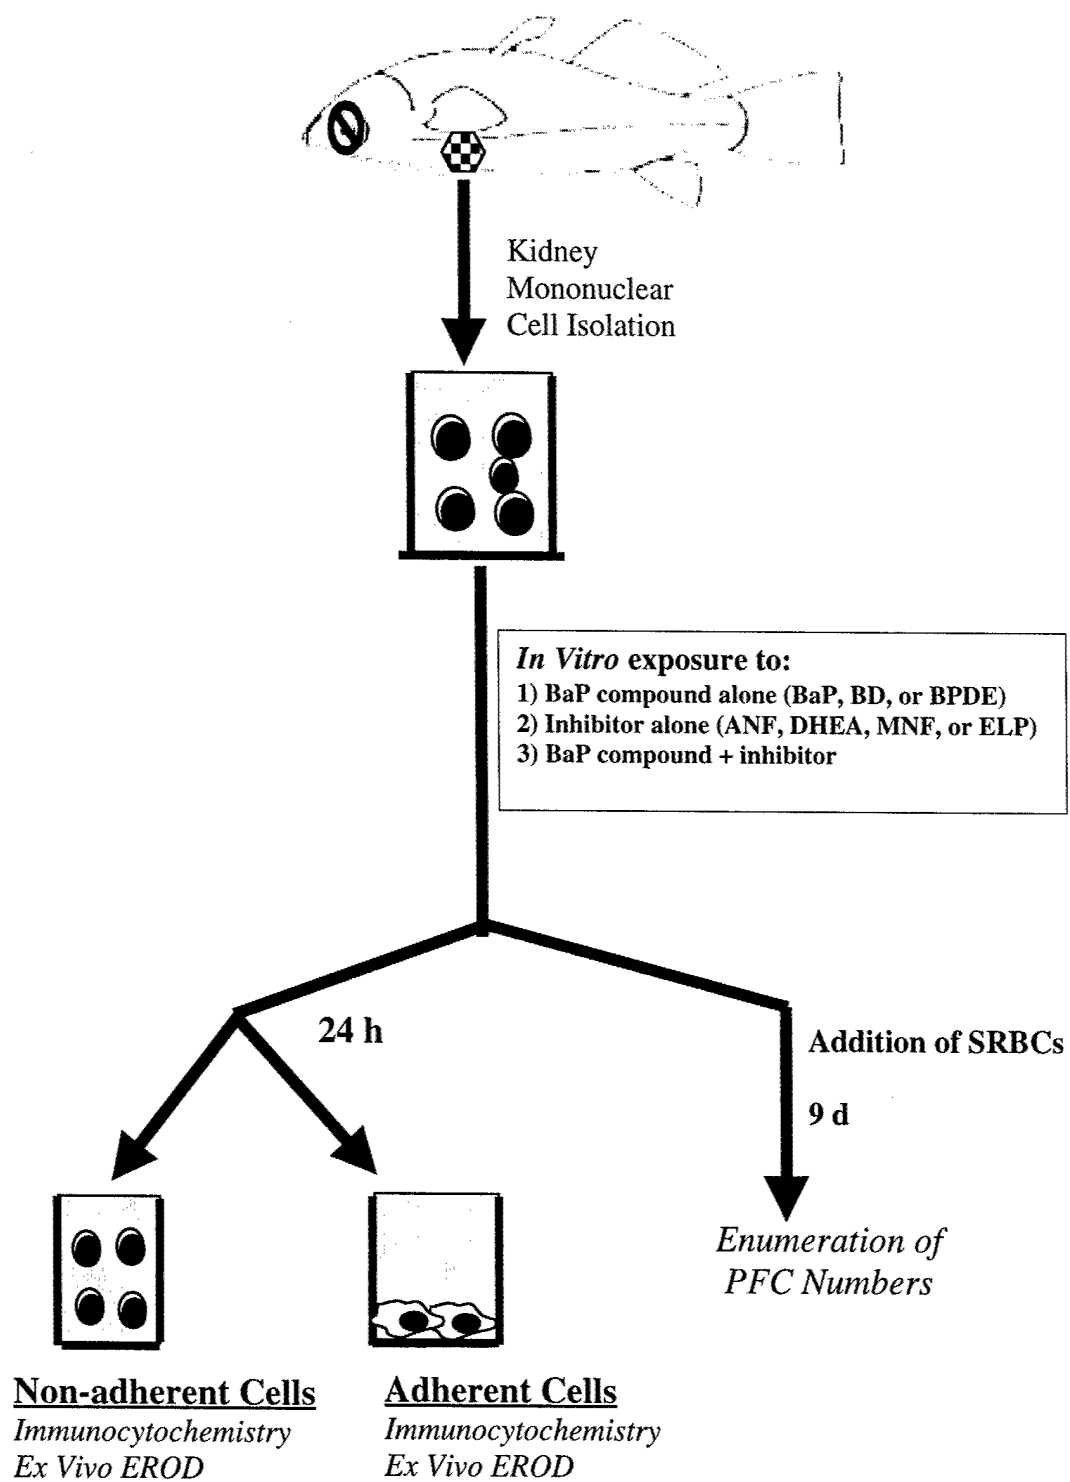 Kidney
Mononuclear
Cell Isolation
In Vitro exposure to:
1) BaP compound alone (BaP, BD, or BPDE)
2) Inhibitor alone (ANF, DHEA, MNF, or ELP)
3) BaP compound + inhibitor
24 h
Addition of SRBCs
9 d
Enumeration of
PFC Numbers
Non-adherent Cells
Immunocytochemistry
Ex Vivo EROD
Adherent Cells
Immunocytochemistry
Ex Vivo EROD